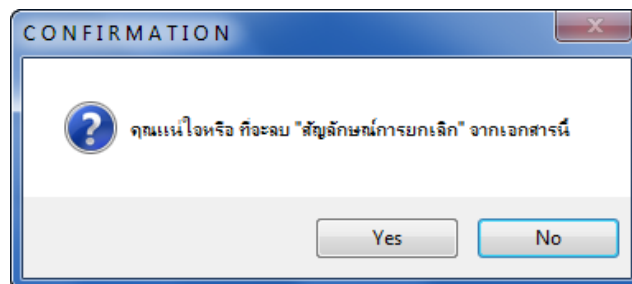 CONFIRMATION
คุณแน่ใจหรือ ที่จะลบ "สัญลักษณ์การยกเลิก" จากเอกสารนี้
Yes No